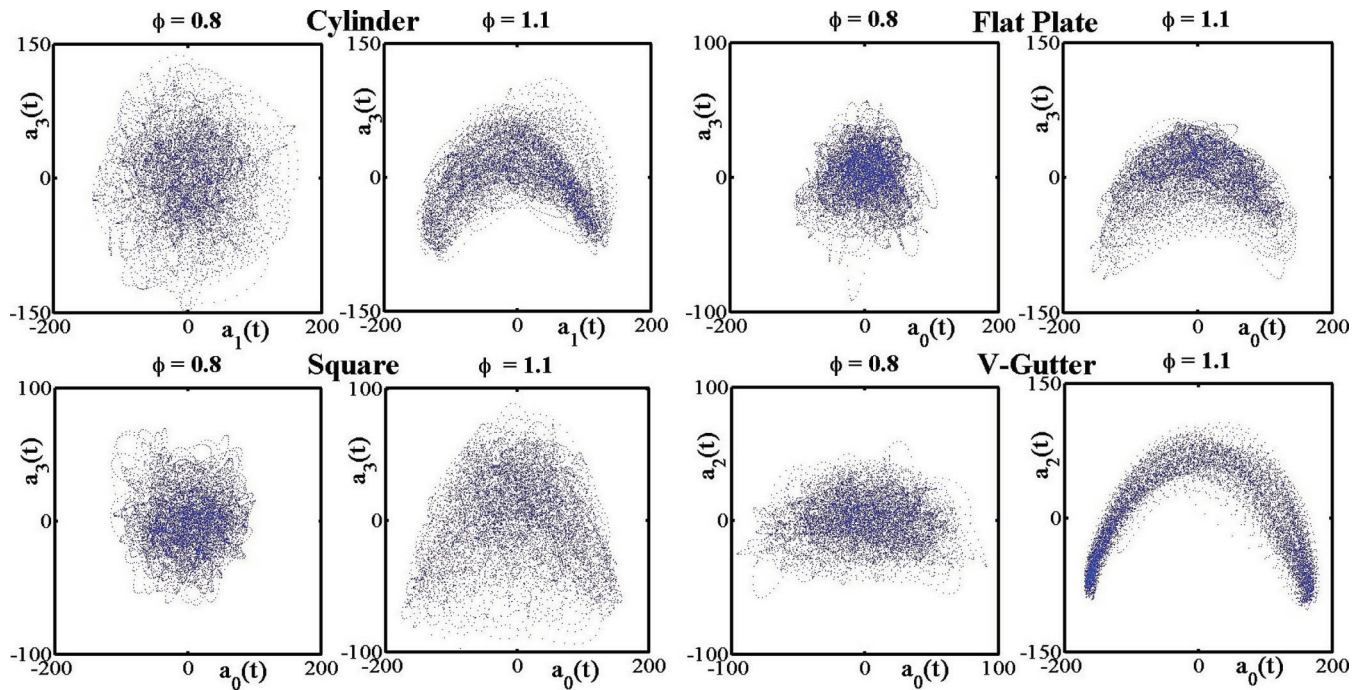 ϕ = 0.8 Cylinder ϕ = 1.1 ϕ = 0.8 Flat Plate ϕ = 1.1
150 150 100 150
a3(t) a3(t) a3(t) a3(t)
0 0 0 0
-150 -150 -100 -150
-200 0 a1(t) 200 -200 0 a1(t) 200 -200 0 a0(t) 200 -200 0 a0(t) 200
ϕ = 0.8 Square ϕ = 1.1 ϕ = 0.8 V-Gutter ϕ = 1.1
100 100 100 150
a3(t) a3(t) a2(t) a2(t)
0 0 0 0
-100 -100 -100 -150
-200 0 a0(t) 200 -200 0 a0(t) 200 -100 0 a0(t) 100 -200 0 a0(t) 200